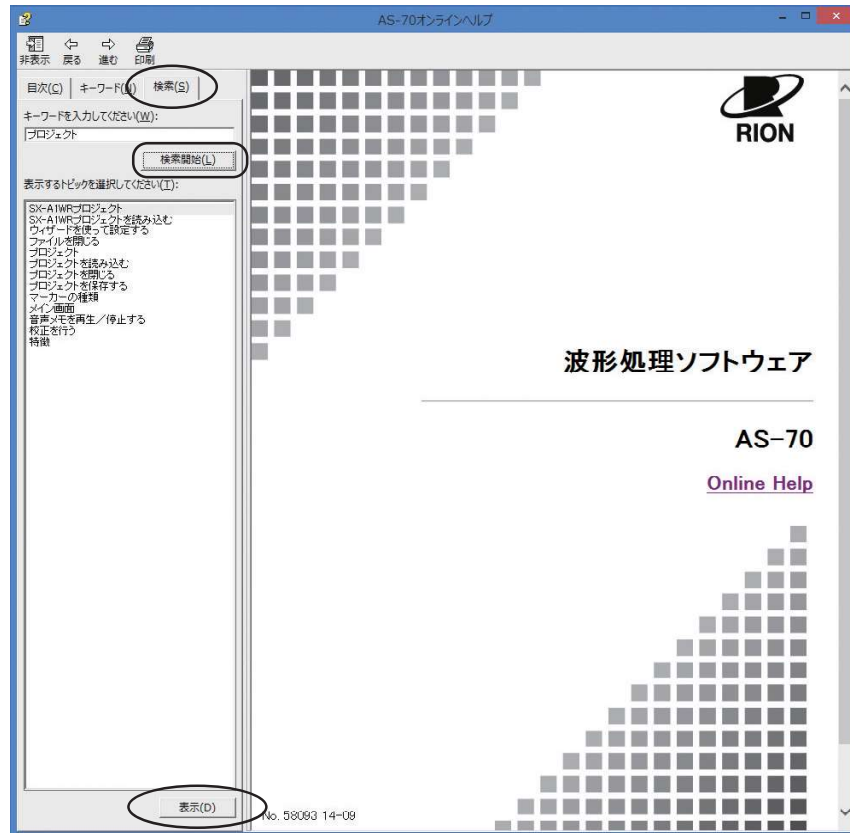 AS-70オンラインヘルプ
非表示 戻る 進む 印刷
目次(C) キーワード(N) 検索(S)
キーワードを入力してください(W):
プロジェクト
検索開始(L)
表示するトピックを選択してください(T):
SX-A1WRプロジェクト
SX-A1WRプロジェクトを読み込む
ウィザードを使って設定する
ファイルを閉じる
プロジェクト
プロジェクトを読み込む
プロジェクトを閉じる
プロジェクトを保存する
マーカーの種類
メイン画面
音声メモを再生／停止する
校正を行う
特徴
表示(D)
RION
波形処理ソフトウェア
AS-70
Online Help
No. 58093 14-09